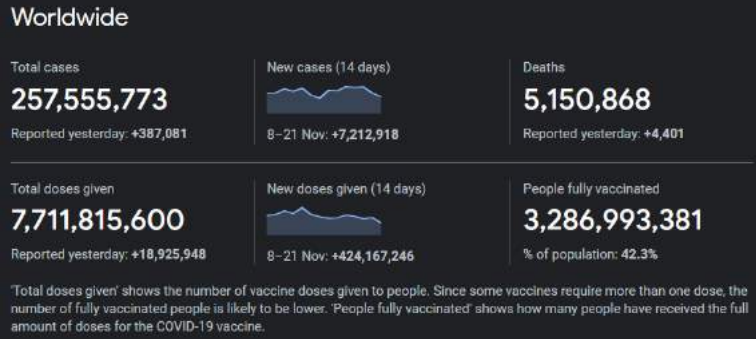 Worldwide
Total cases
257,555,773
Reported yesterday: +387,081
New cases (14 days)
8–21 Nov: +7,212,918
Deaths
5,150,868
Reported yesterday: +4,401
Total doses given
7,711,815,600
Reported yesterday: +18,925,948
New doses given (14 days)
8–21 Nov: +424,167,246
People fully vaccinated
3,286,993,381
% of population: 42.3%
'Total doses given' shows the number of vaccine doses given to people. Since some vaccines require more than one dose, the
number of fully vaccinated people is likely to be lower. 'People fully vaccinated' shows how many people have received the full
amount of doses for the COVID-19 vaccine.